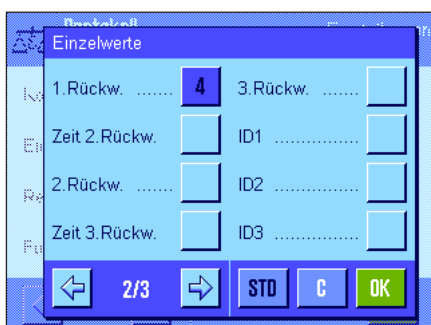 Einzelwerte
1.Rückw. ....... 4
3.Rückw. .......
Zeit 2.Rückw.
ID1 ................
2.Rückw. .......
ID2 ................
Zeit 3.Rückw.
ID3 ................
2/3
STD
C
OK